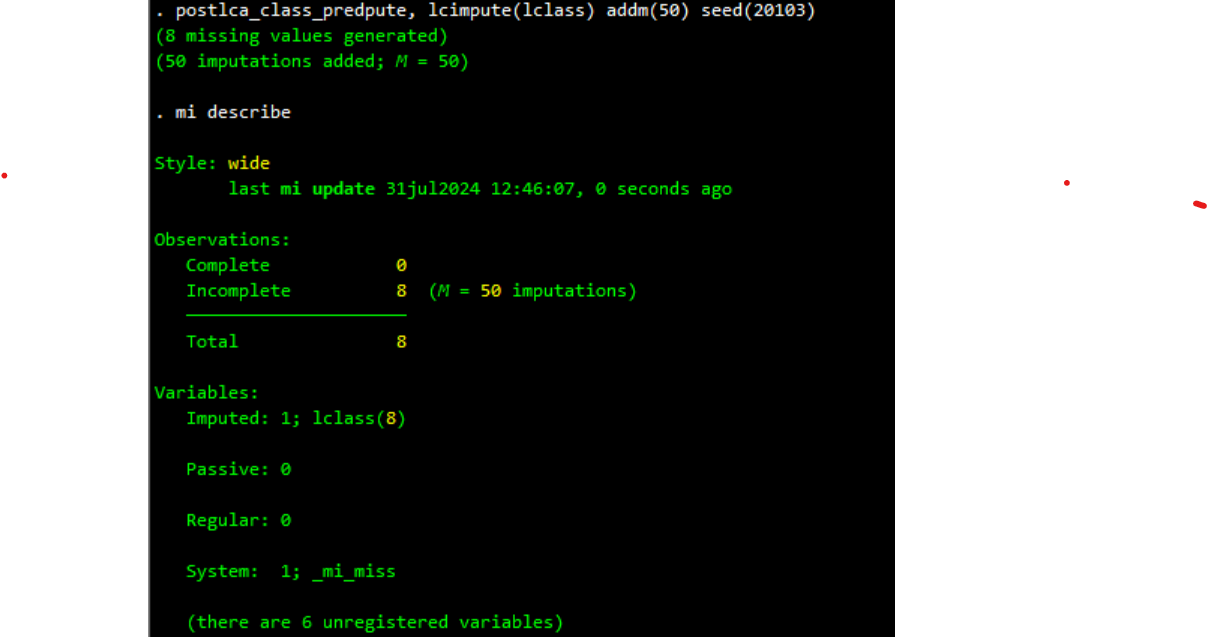 . postlca_class_predpute, lcimpute(lclass) addm(50) seed(20103)
(8 missing values generated)
(50 imputations added; M = 50)
. mi describe
Style: wide
last mi update 31jul2024 12:46:07, 0 seconds ago
Observations:
Complete 0
Incomplete 8 (M = 50 imputations)
Total 8
Variables:
Imputed: 1; lclass(8)
Passive: 0
Regular: 0
System: 1; _mi_miss
(there are 6 unregistered variables)